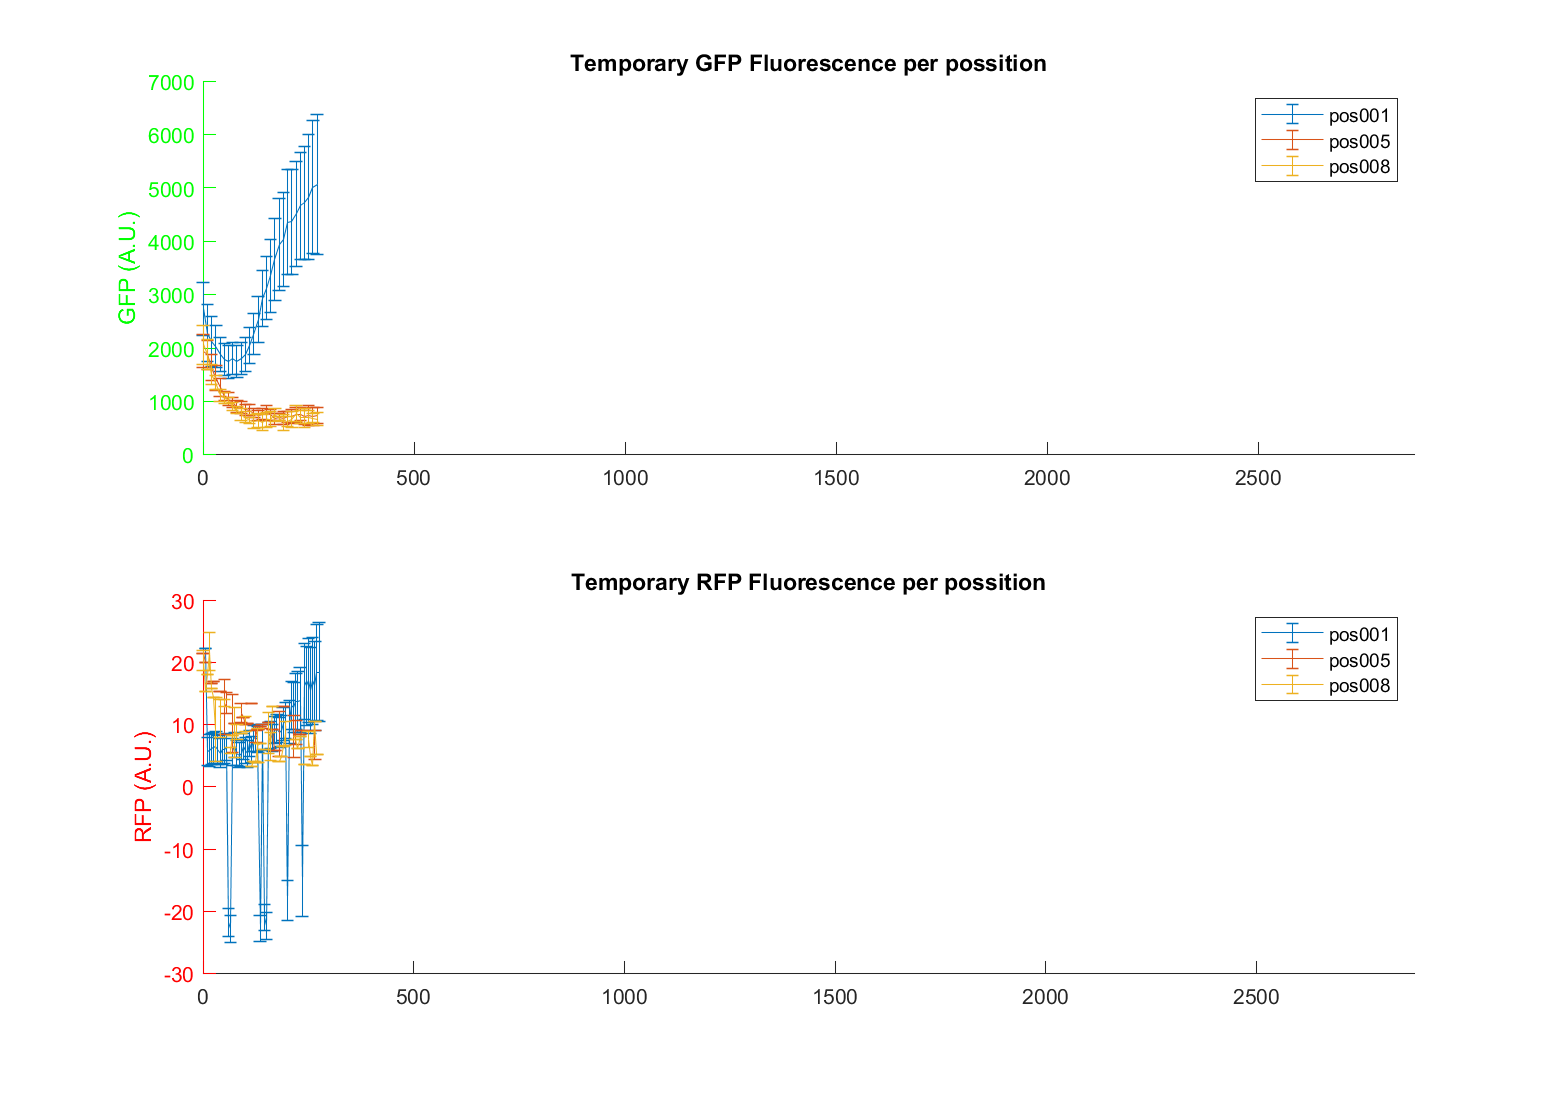 Temporary GFP Fluorescence per possition
7000
6000
5000
4000
3000
2000
1000
0
GFP (A.U.)
0 500 1000 1500 2000 2500
pos001
pos005
pos008
Temporary RFP Fluorescence per possition
30
20
10
0
-10
-20
-30
RFP (A.U.)
0 500 1000 1500 2000 2500
pos001
pos005
pos008